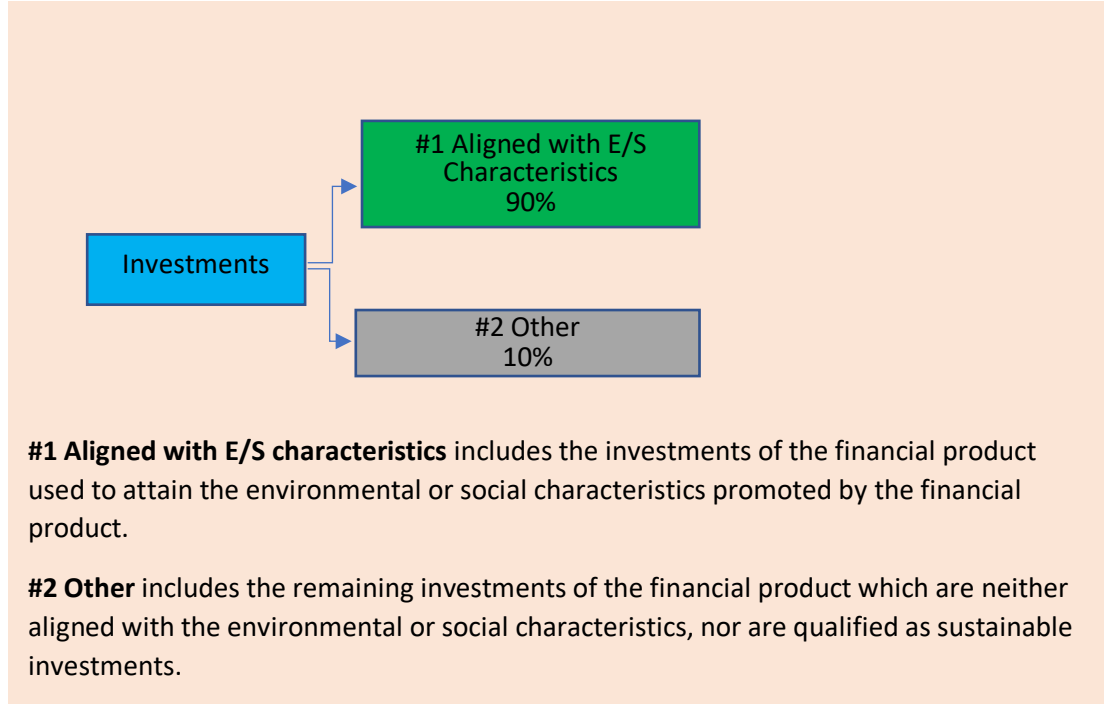 #1 Aligned with E/S
Characteristics
90%
Investments
#2 Other
10%
#1 Aligned with E/S characteristics includes the investments of the financial product
used to attain the environmental or social characteristics promoted by the financial
product.
#2 Other includes the remaining investments of the financial product which are neither
aligned with the environmental or social characteristics, nor are qualified as sustainable
investments.